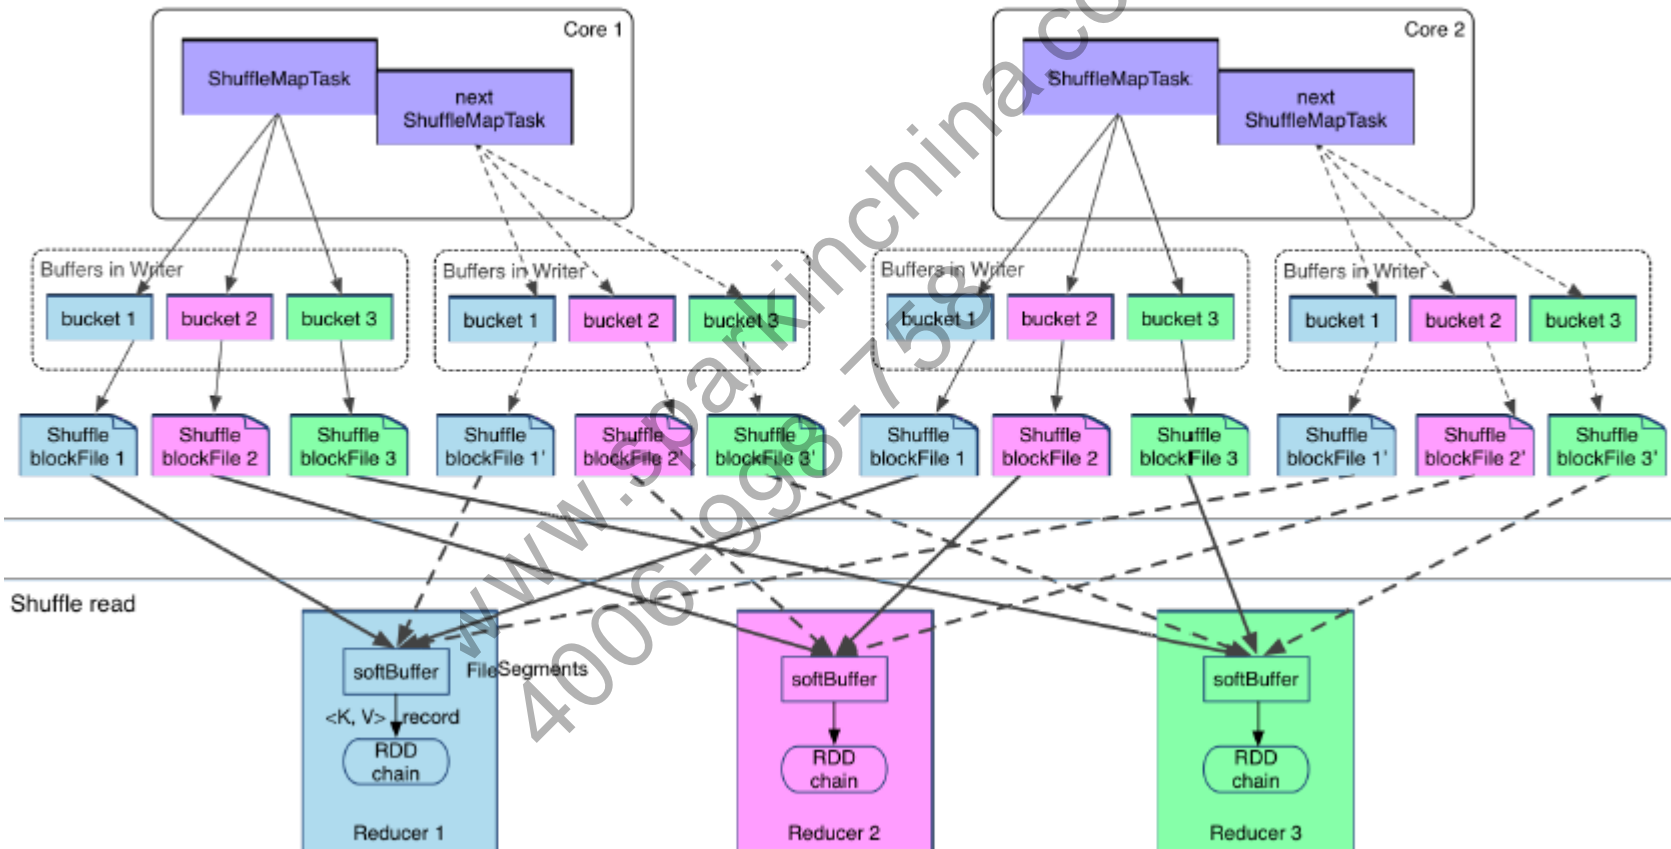 Core 1
Core 2
ShuffleMapTask
next
ShuffleMapTask
ShuffleMapTask
next
ShuffleMapTask
Buffers in Writer
Buffers in Writer
Buffers in Writer
Buffers in Writer
bucket 1
bucket 2
bucket 3
bucket 1
bucket 2
bucket 3
bucket 1
bucket 2
bucket 3
bucket 1
bucket 2
bucket 3
Shuffle
blockFile 1
Shuffle
blockFile 2
Shuffle
blockFile 3
Shuffle
blockFile 1'
Shuffle
blockFile 2'
Shuffle
blockFile 3'
Shuffle
blockFile 1
Shuffle
blockFile 2
Shuffle
blockFile 3
Shuffle
blockFile 1'
Shuffle
blockFile 2'
Shuffle
blockFile 3'
Shuffle read
softBuffer
FileSegments
<K, V> record
RDD
chain
Reducer 1
softBuffer
RDD
chain
Reducer 2
softBuffer
RDD
chain
Reducer 3
www.sparkinchina.co
4006-998-758